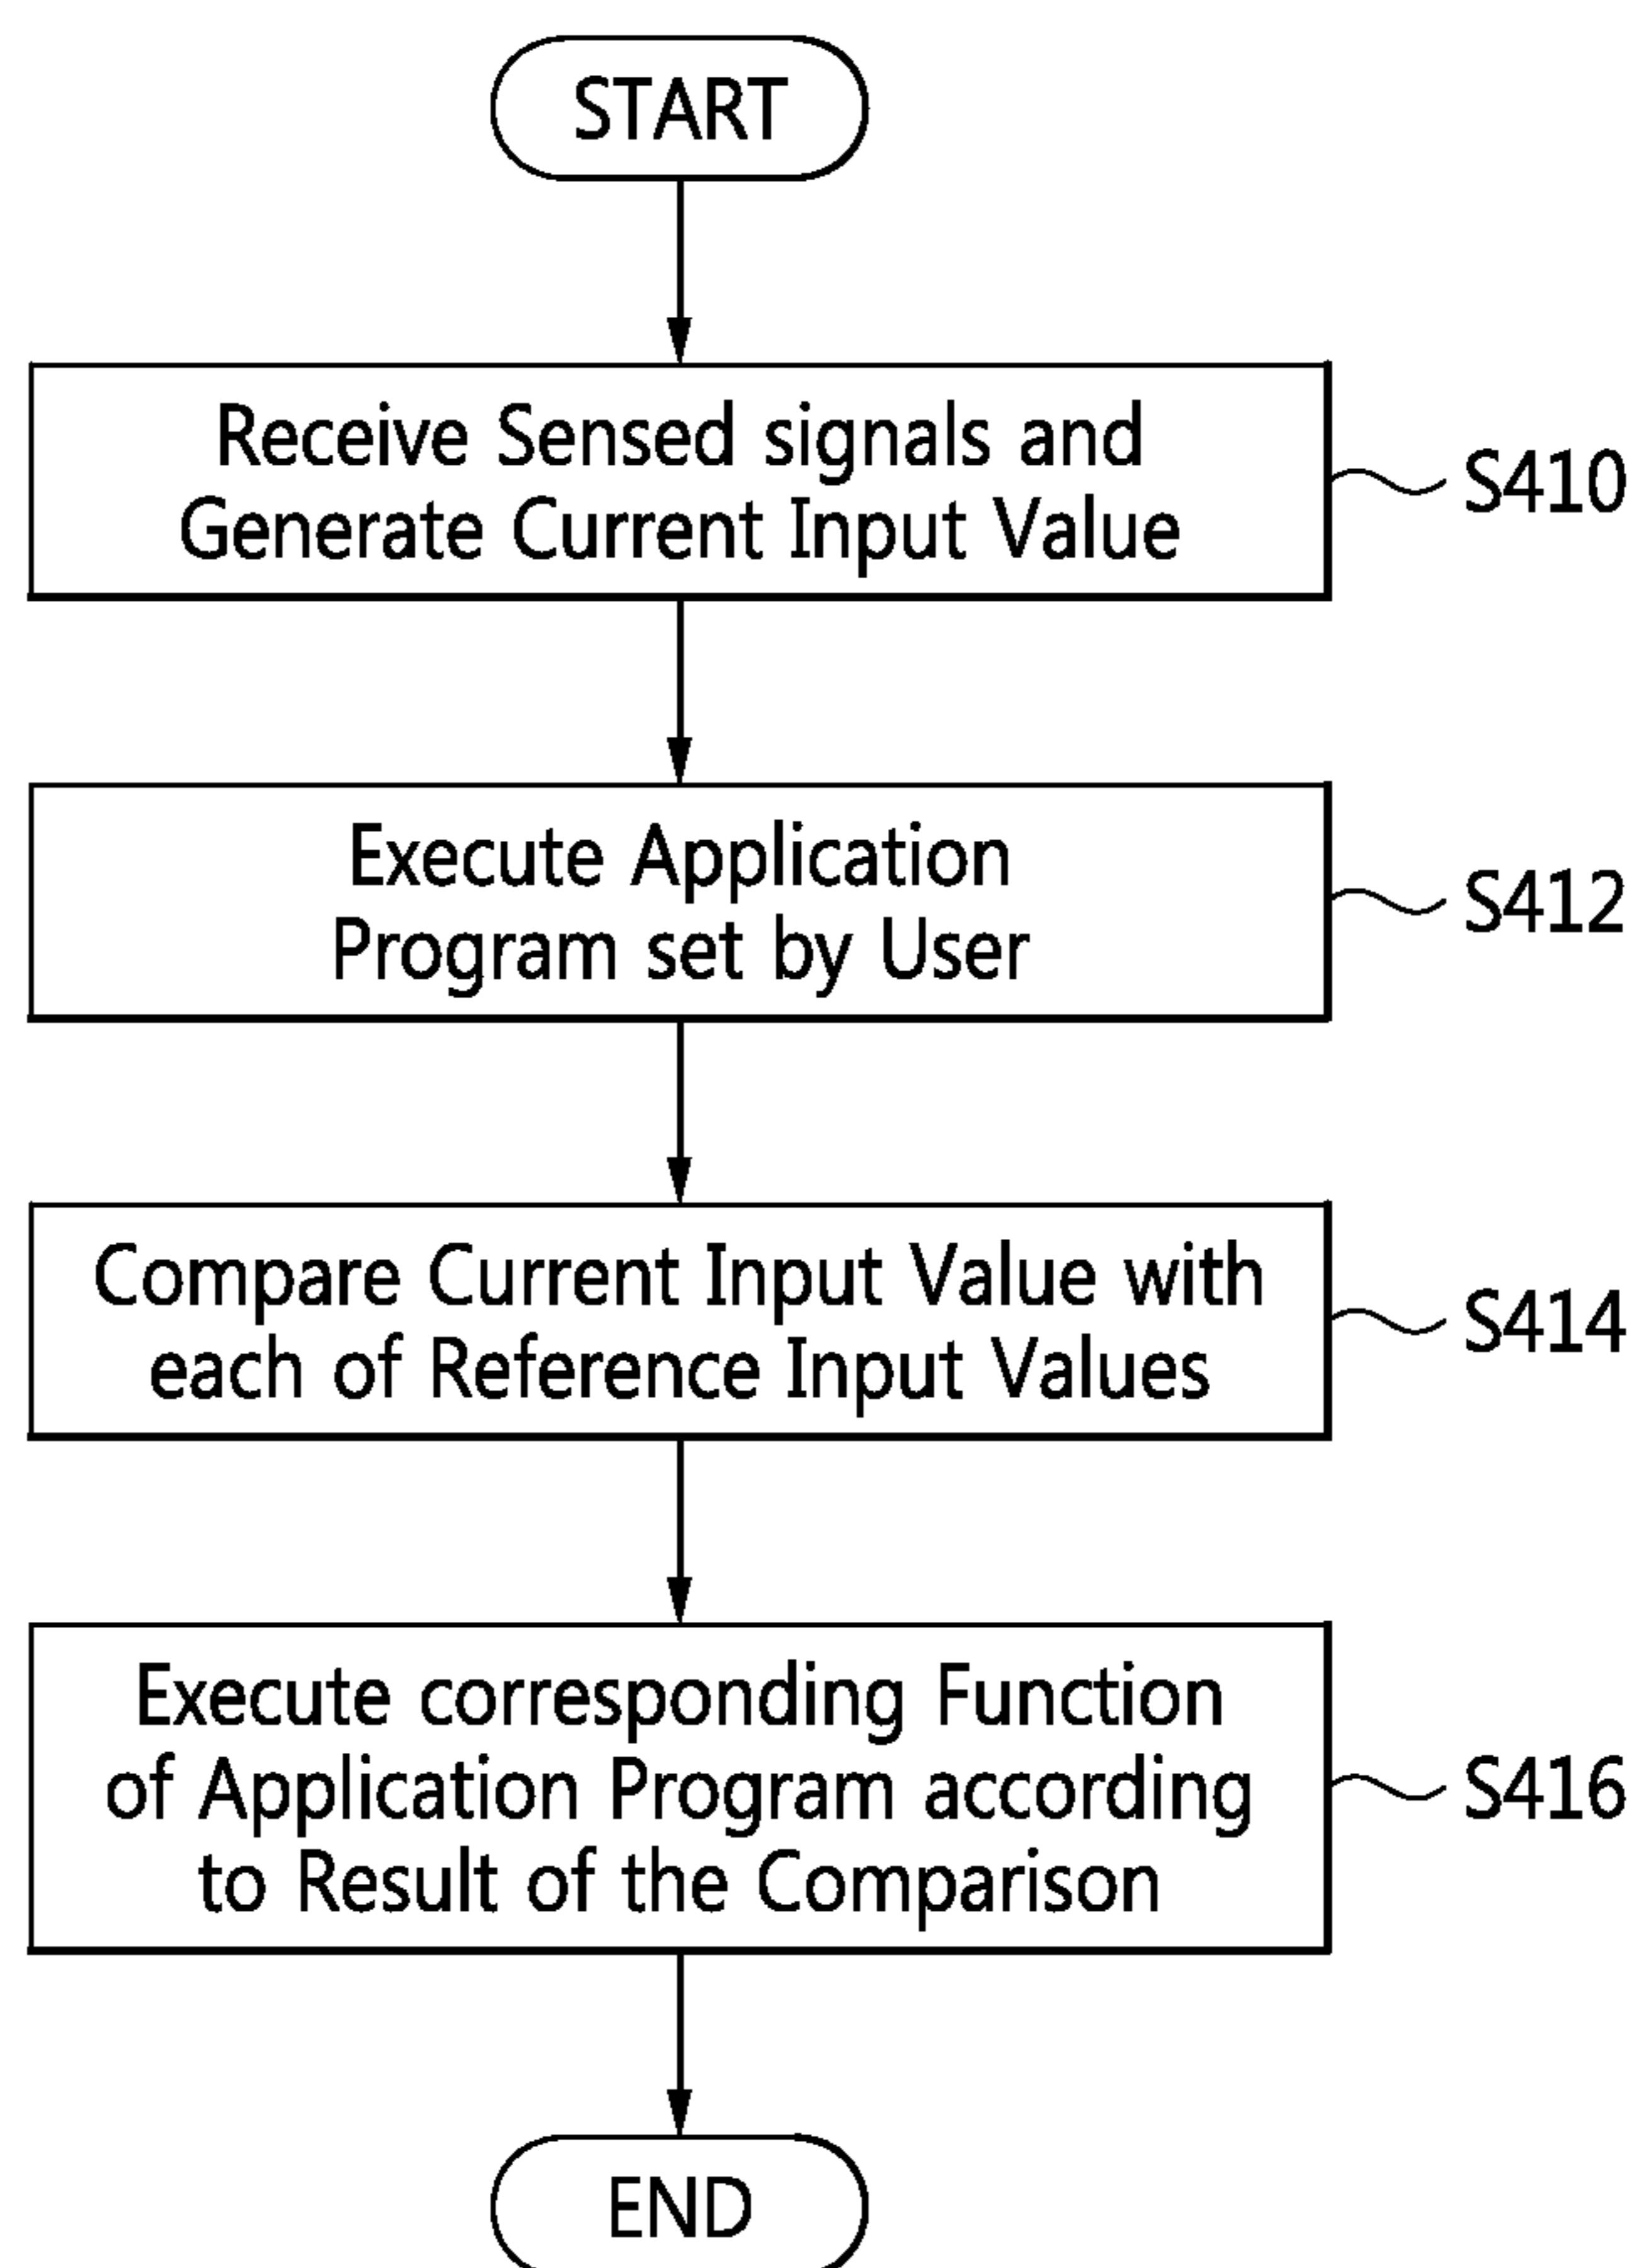 START
Receive Sensed signals and
Generate Current Input Value
S410
Execute Application
Program set by User
S412
Compare Current Input Value with
each of Reference Input Values
S414
Execute corresponding Function
of Application Program according
to Result of the Comparison
S416
END